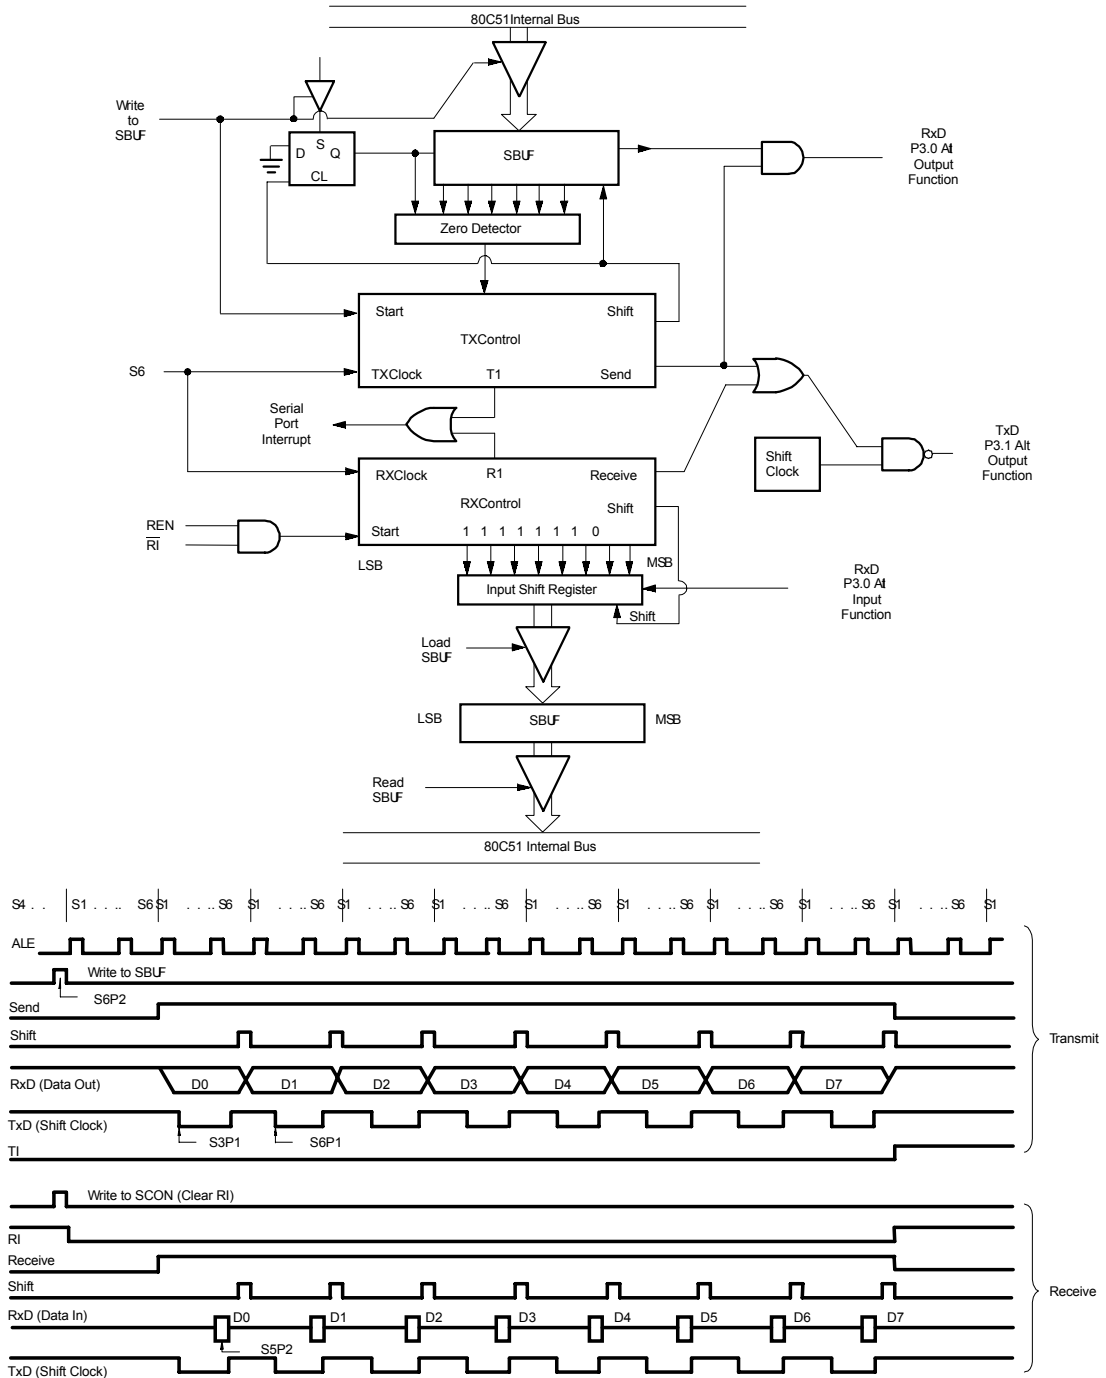 80C51Internal Bus
Write
to
SBUF
S
D
Q
CL
SBUF
RxD
P3.0 Alt
Output
Function
Zero Detector
Start
Shift
TXControl
S6
TXClock
T1
Send
Serial
Port
Interrupt
TxD
P3.1 Alt
Output
Function
Shift
Clock
RXClock
R1
Receive
RXControl
Shift
REN
RI
Start
1 1 1 1 1 1 1 0
LSB
MSB
RxD
P3.0 Alt
Input
Function
Input Shift Register
Shift
Load
SBUF
LSB
SBUF
MSB
Read
SBUF
80C51 Internal Bus
S4 . . S1 . . . .. S6 S1 . . . .. S6 S1 . . . .. S6 S1 . . . .. S6 S1 . . . .. S6 S1 . . . .. S6 S1 . . . .. S6 S1 . . . .. S6 S1 . . . .. S6 S1 . . . .. S6 S1
ALE
Write to SBUF
S6P2
Send
Shift
Transmit
RxD (Data Out) D0 D1 D2 D3 D4 D5 D6 D7
TxD (Shift Clock)
S3P1 S6P1
TI
Write to SCON (Clear RI)
RI
Receive
Shift
Receive
RxD (Data In) D0 D1 D2 D3 D4 D5 D6 D7
S5P2
TxD (Shift Clock)